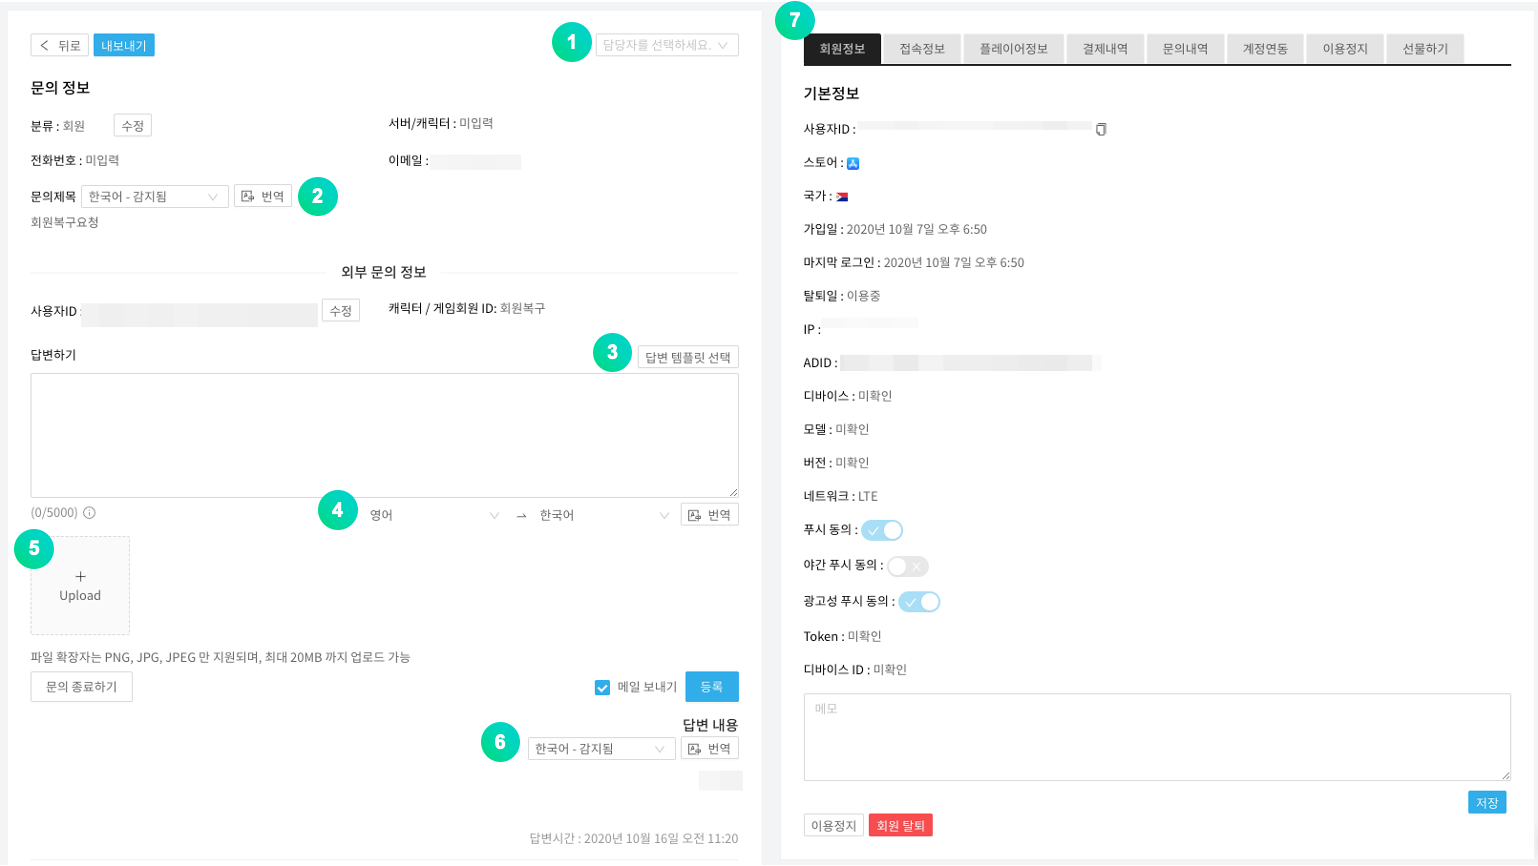 뒤로 내보내기
1 담당자를 선택하세요.
문의 정보
분류 : 회원 수정
서버/캐릭터 : 미입력
전화번호 : 미입력
이메일 :
문의제목 한국어 - 감지됨 번역 2
회원복구요청
외부 문의 정보
사용자ID : 수정
캐릭터 / 게임회원 ID: 회원복구
답변하기
3 답변 템플릿 선택
(0/5000)
4 영어 → 한국어 번역
5
+
Upload
파일 확장자는 PNG, JPG, JPEG 만 지원되며, 최대 20MB 까지 업로드 가능
문의 종료하기
메일 보내기 등록
답변 내용
6 한국어 - 감지됨 번역
답변시간 : 2020년 10월 16일 오전 11:20
7
회원정보 접속정보 플레이어정보 결제내역 문의내역 계정연동 이용정지 선물하기
기본정보
사용자ID :
스토어 :
국가 :
가입일 : 2020년 10월 7일 오후 6:50
마지막 로그인 : 2020년 10월 7일 오후 6:50
탈퇴일 : 이용중
IP :
ADID :
디바이스 : 미확인
모델 : 미확인
버전 : 미확인
네트워크 : LTE
푸시 동의 :
야간 푸시 동의 :
광고성 푸시 동의 :
Token : 미확인
디바이스 ID : 미확인
메모
저장
이용정지 회원 탈퇴